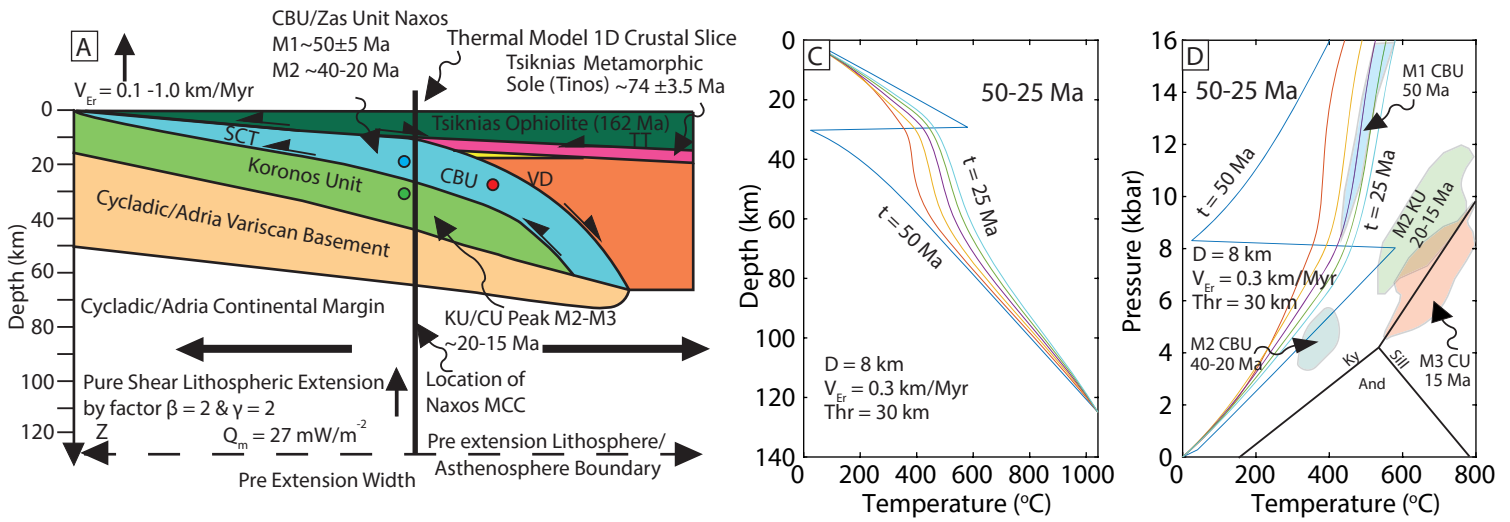 A
V_Er = 0.1 -1.0 km/Myr
CBU/Zas Unit Naxos
M1~50±5 Ma
M2 ~40-20 Ma
Thermal Model 1D Crustal Slice
Tsiknias Metamorphic
Sole (Tinos) ~74 ±3.5 Ma
Tsiknias Ophiolite (162 Ma)
TT
SCT
Koronos Unit
CBU
VD
Cycladic/Adria Variscan Basement
Cycladic/Adria Continental Margin
KU/CU Peak M2-M3
~20-15 Ma
Pure Shear Lithospheric Extension
by factor β = 2 & γ = 2
Q_m = 27 mW/m^-2
Location of
Naxos MCC
Pre extension Lithosphere/
Asthenosphere Boundary
Pre Extension Width
Z
Depth (km)
0
20
40
60
80
100
120
C
50-25 Ma
t = 25 Ma
t = 50 Ma
D = 8 km
V_Er = 0.3 km/Myr
Thr = 30 km
Depth (km)
0
20
40
60
80
100
120
140
0
200
400
600
800
1000
Temperature (°C)
D
50-25 Ma
M1 CBU
50 Ma
t = 50 Ma
t = 25 Ma
M2 KU
20-15 Ma
D = 8 km
V_Er = 0.3 km/Myr
Thr = 30 km
M2 CBU
40-20 Ma
M3 CU
15 Ma
Ky
Sill
And
Pressure (kbar)
16
14
12
10
8
6
4
2
0
0
200
400
600
800
Temperature (°C)